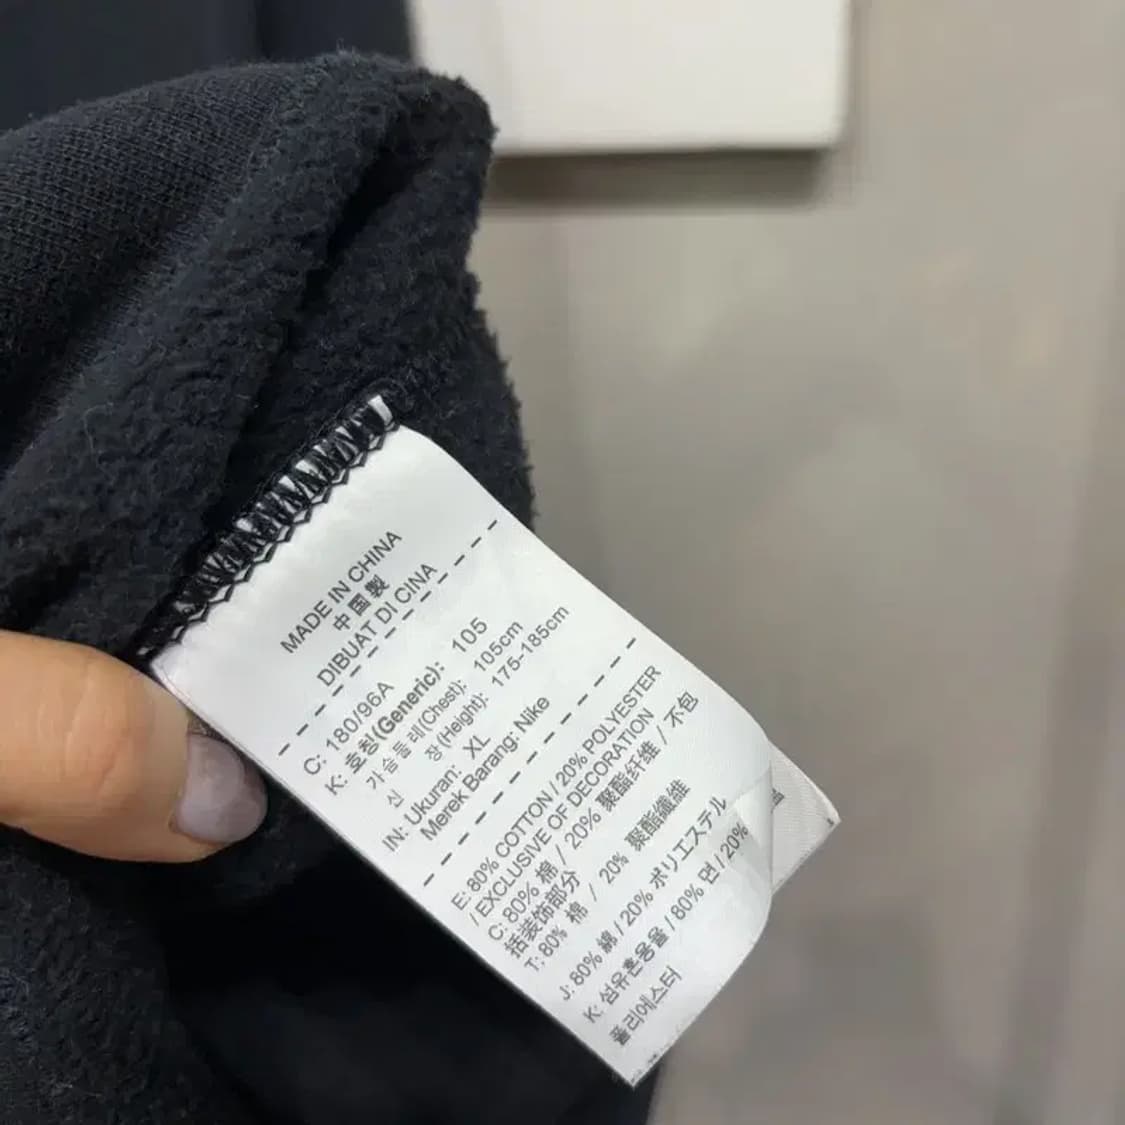 MADE IN CHINA
中国製
DIBUAT DI CINA
C: 180/96A
K: 호칭(Generic): 105
가슴둘레(Chest): 105cm
신 장(Height): 175-185cm
IN: Ukuran: XL
Merek Barang: Nike
E: 80% COTTON / 20% POLYESTER
/ EXCLUSIVE OF DECORATION
C: 80% 棉 / 20% 聚酯纤维 / 不包
括装饰部分
T: 80% 棉 / 20% 聚酯纖維
J: 80% 綿 / 20% ポリエステル
K: 섬유혼용율 / 80% 면 / 20%
폴리에스터